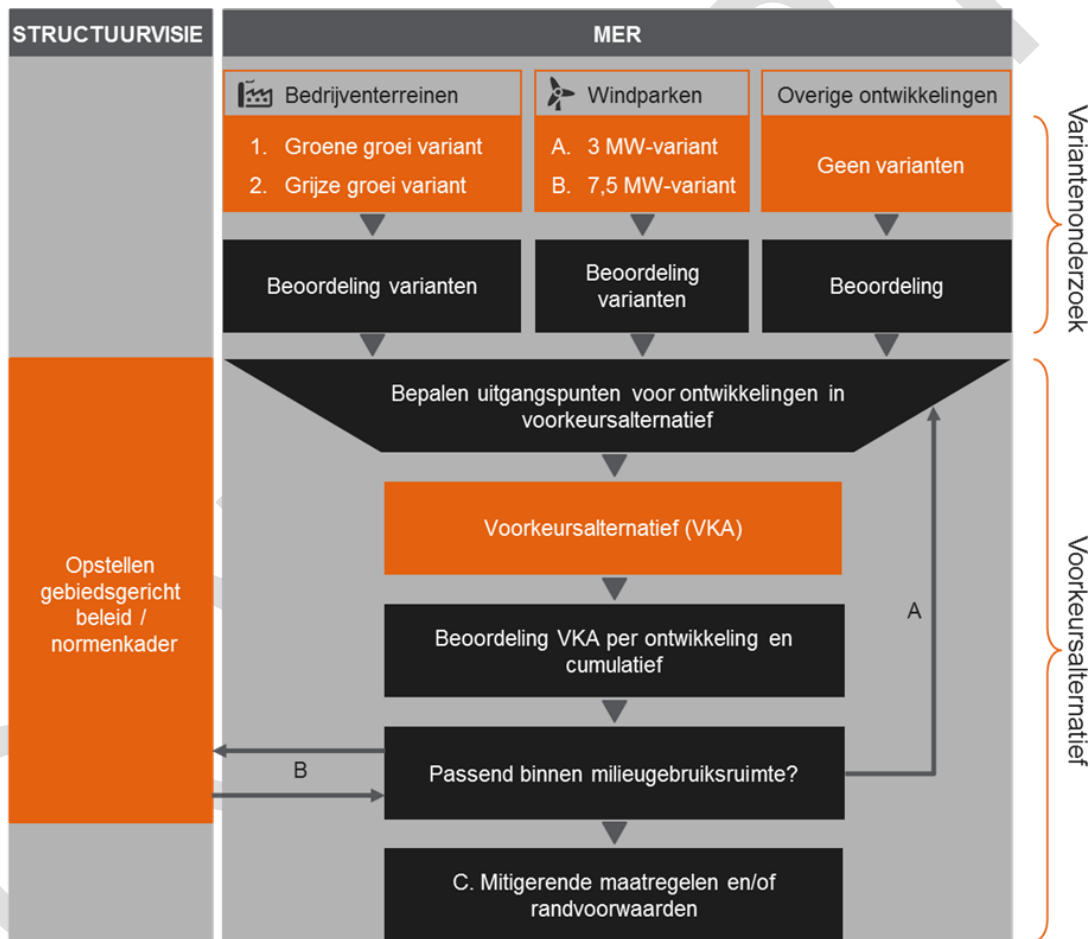 STRUCTUURVISIE
MER
Bedrijventerreinen
1. Groene groei variant
2. Grijze groei variant
Windparken
A. 3 MW-variant
B. 7,5 MW-variant
Overige ontwikkelingen
Geen varianten
Beoordeling varianten
Beoordeling
varianten
Beoordeling
Variantenonderzoek
Bepalen uitgangspunten voor ontwikkelingen in
voorkeursalternatief
Voorkeursalternatief (VKA)
Beoordeling VKA per ontwikkeling en
cumulatief
Passend binnen milieugebruiksruimte?
C. Mitigerende maatregelen en/of
randvoorwaarden
A
B
Opstellen
gebiedsgericht
beleid /
normenkader
Voorkeursalternatief